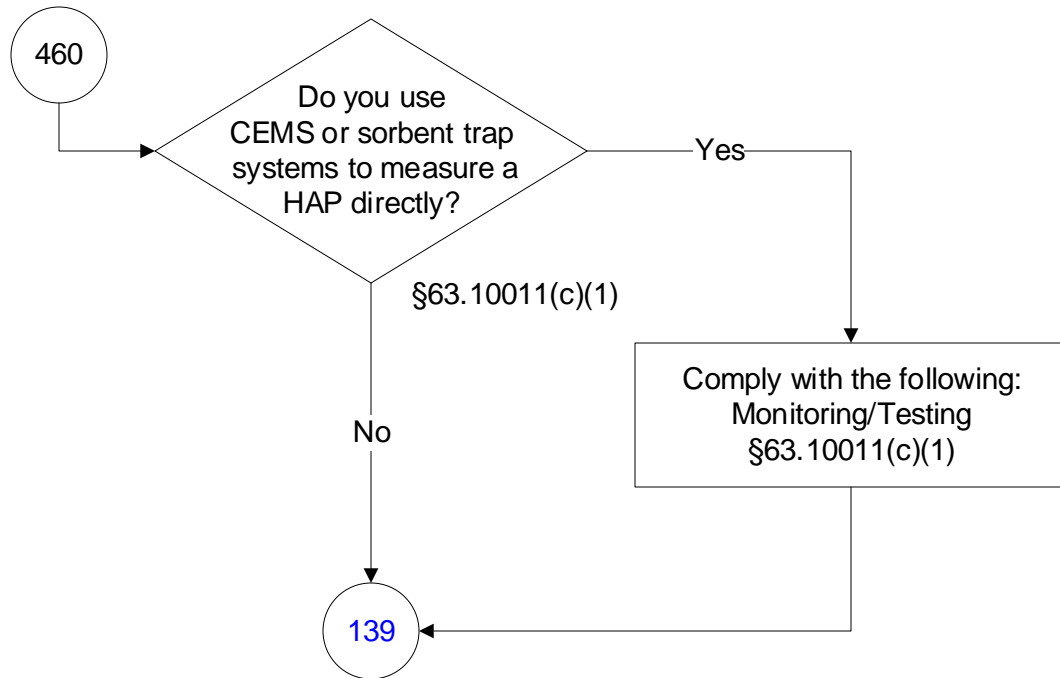 460
Do you use
CEMS or sorbent trap
systems to measure a
HAP directly?
Yes
§63.10011(c)(1)
Comply with the following:
Monitoring/Testing
§63.10011(c)(1)
No
139